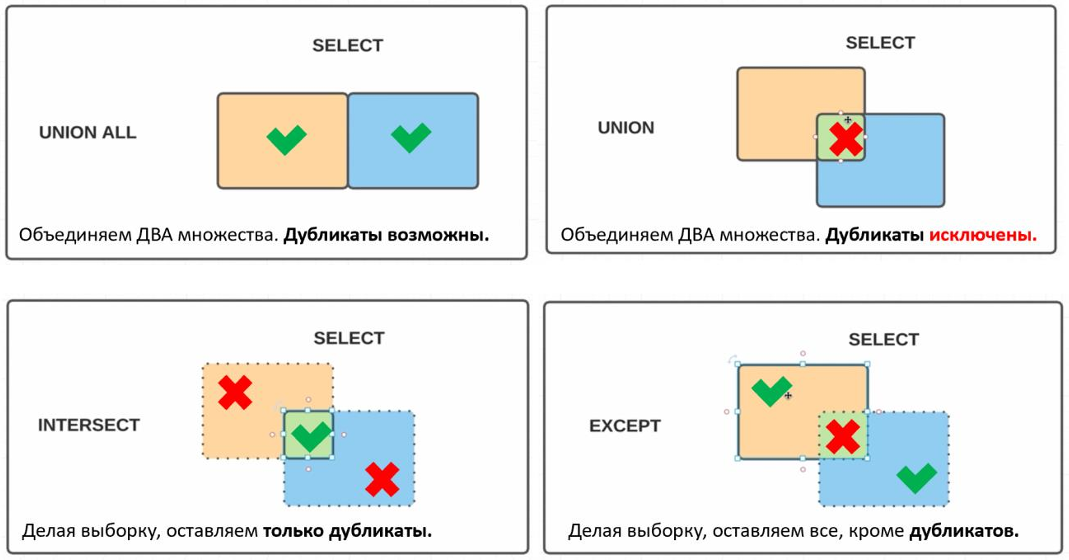 SELECT
UNION ALL
Объединяем ДВА множества. Дубликаты возможны.
SELECT
UNION
Объединяем ДВА множества. Дубликаты исключены.
SELECT
INTERSECT
Делая выборку, оставляем только дубликаты.
SELECT
EXCEPT
Делая выборку, оставляем все, кроме дубликатов.